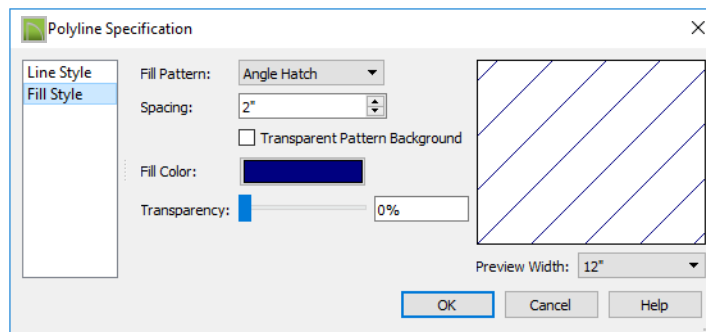 Polyline Specification
Line Style
Fill Style
Fill Pattern: Angle Hatch
Spacing: 2"
Transparent Pattern Background
Fill Color:
Transparency: 0%
Preview Width: 12"
OK Cancel Help